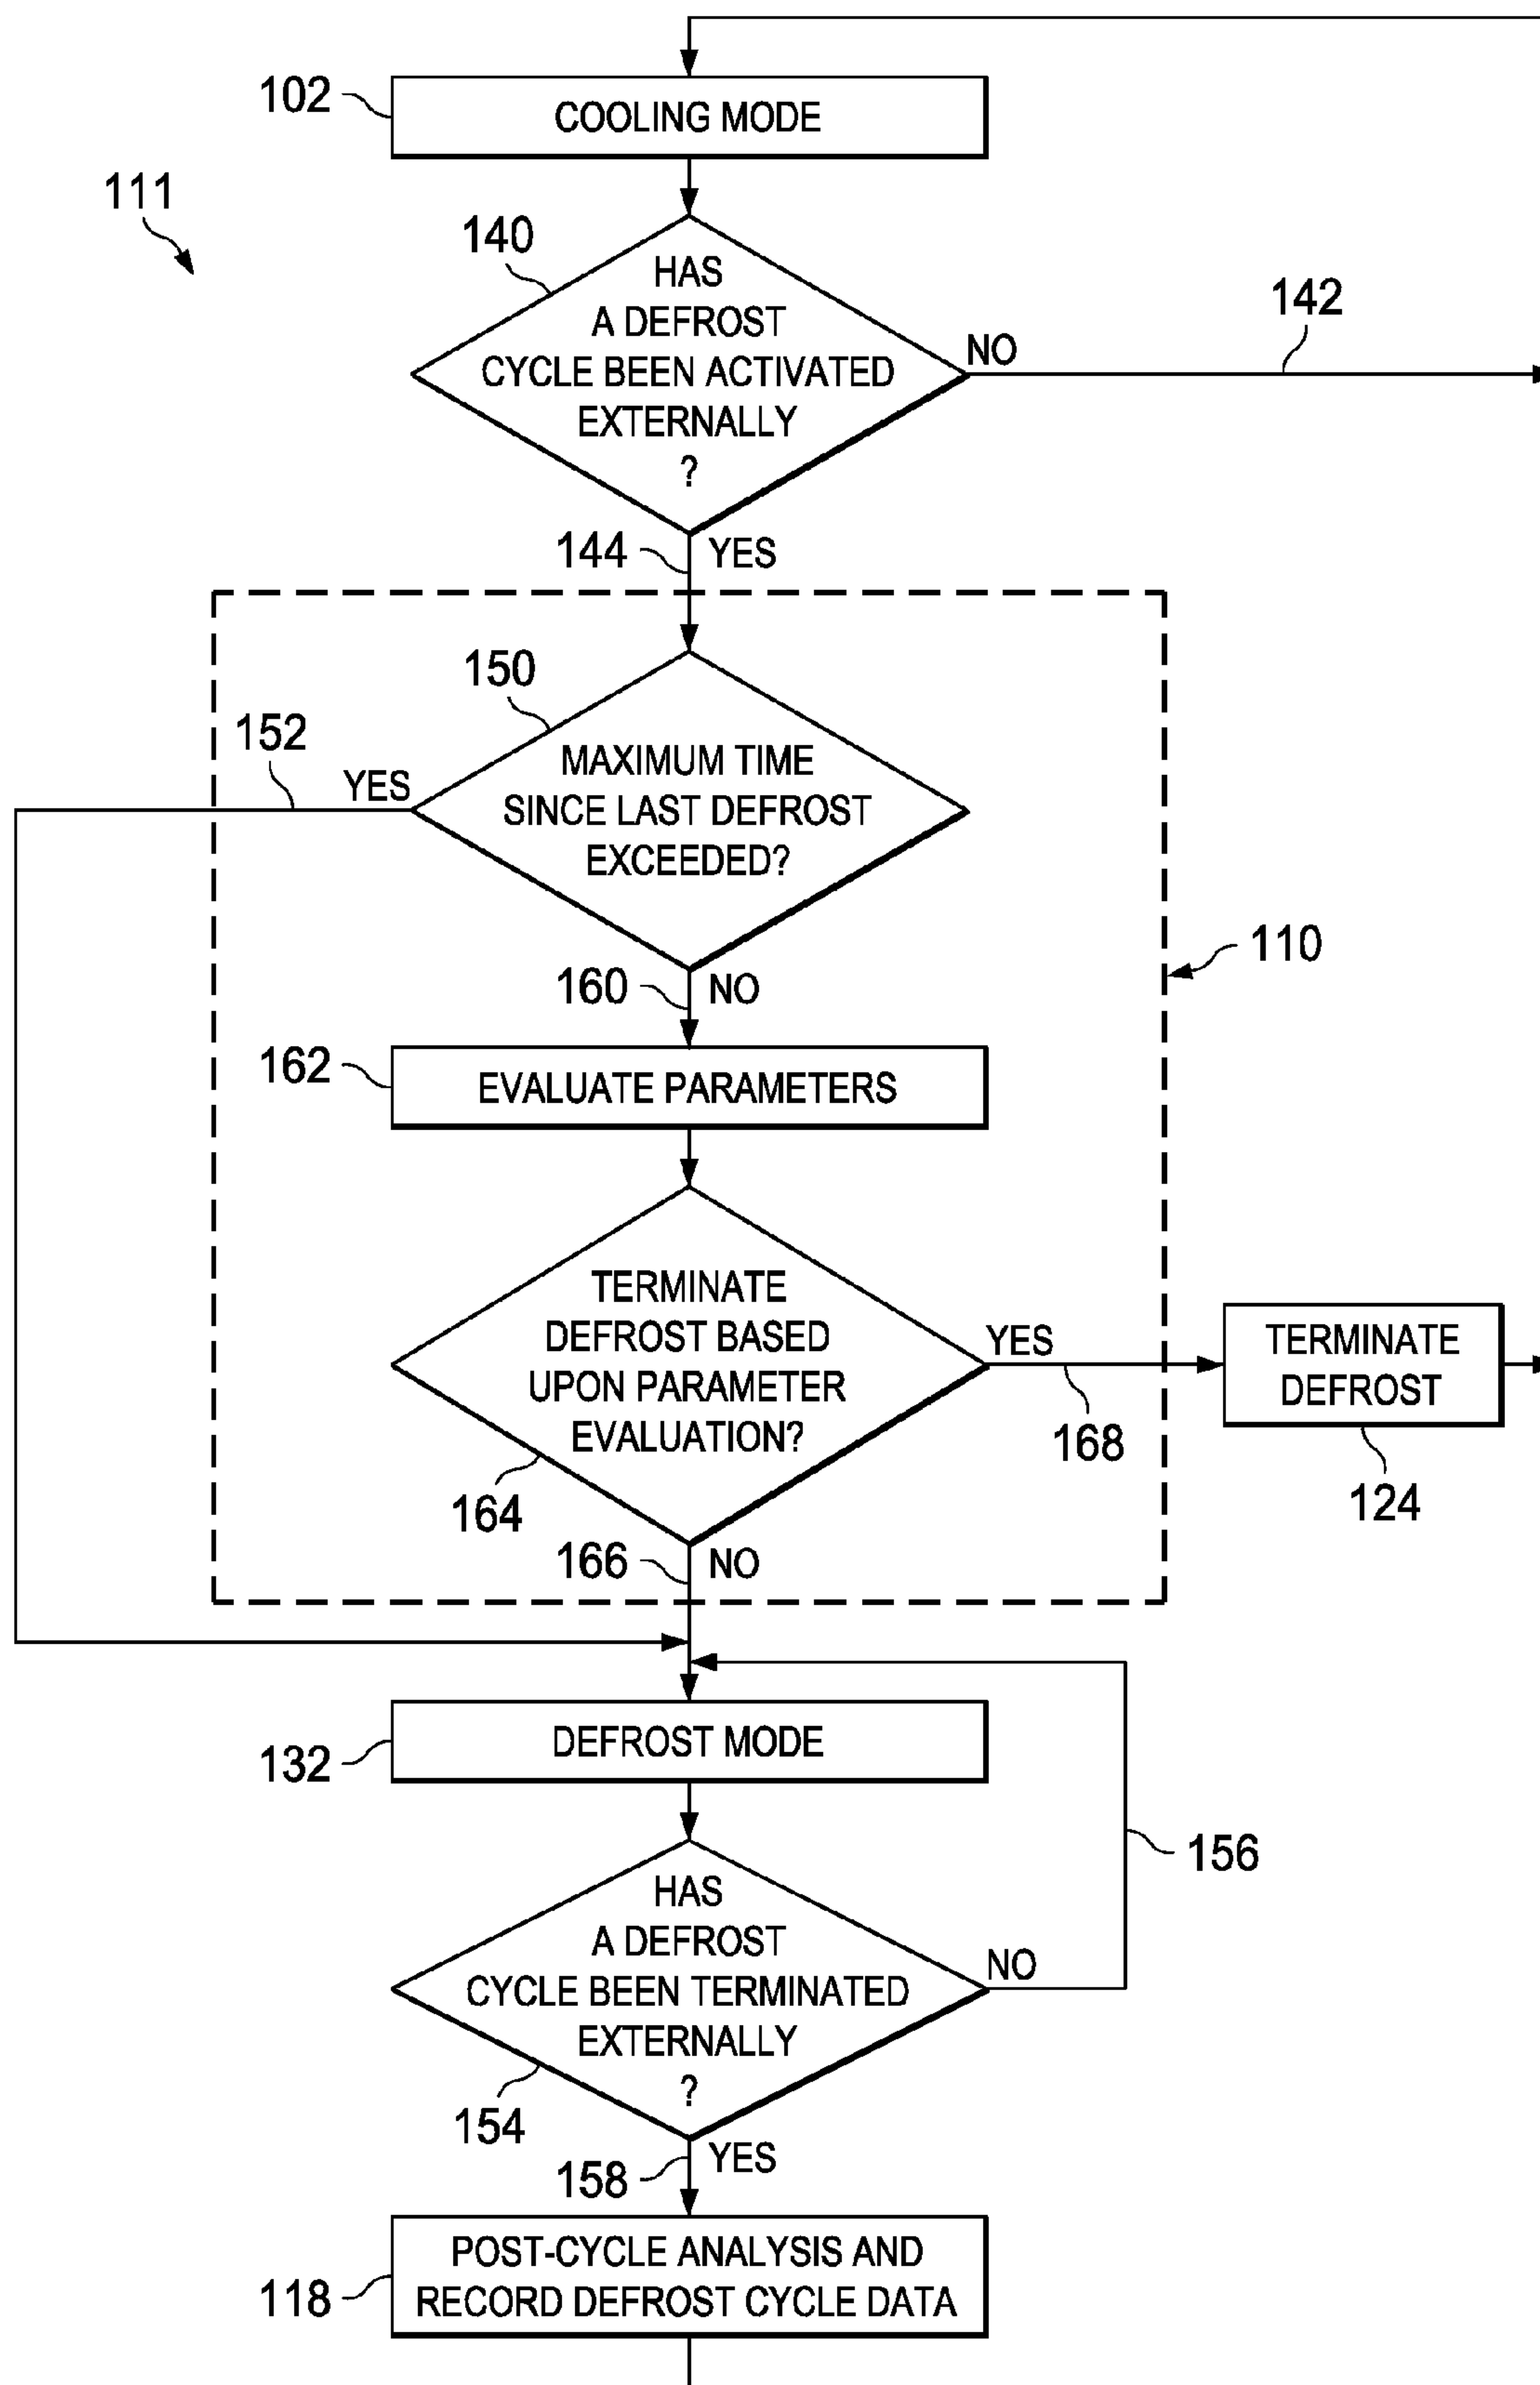 102
COOLING MODE
111
140
HAS
A DEFROST
CYCLE BEEN ACTIVATED
EXTERNALLY
?
NO
142
144
YES
150
152
YES
MAXIMUM TIME
SINCE LAST DEFROST
EXCEEDED?
110
160
NO
162
EVALUATE PARAMETERS
TERMINATE
DEFROST BASED
UPON PARAMETER
EVALUATION?
YES
168
TERMINATE
DEFROST
124
164
166
NO
132
DEFROST MODE
156
HAS
A DEFROST
CYCLE BEEN TERMINATED
EXTERNALLY
?
NO
154
158
YES
118
POST-CYCLE ANALYSIS AND
RECORD DEFROST CYCLE DATA